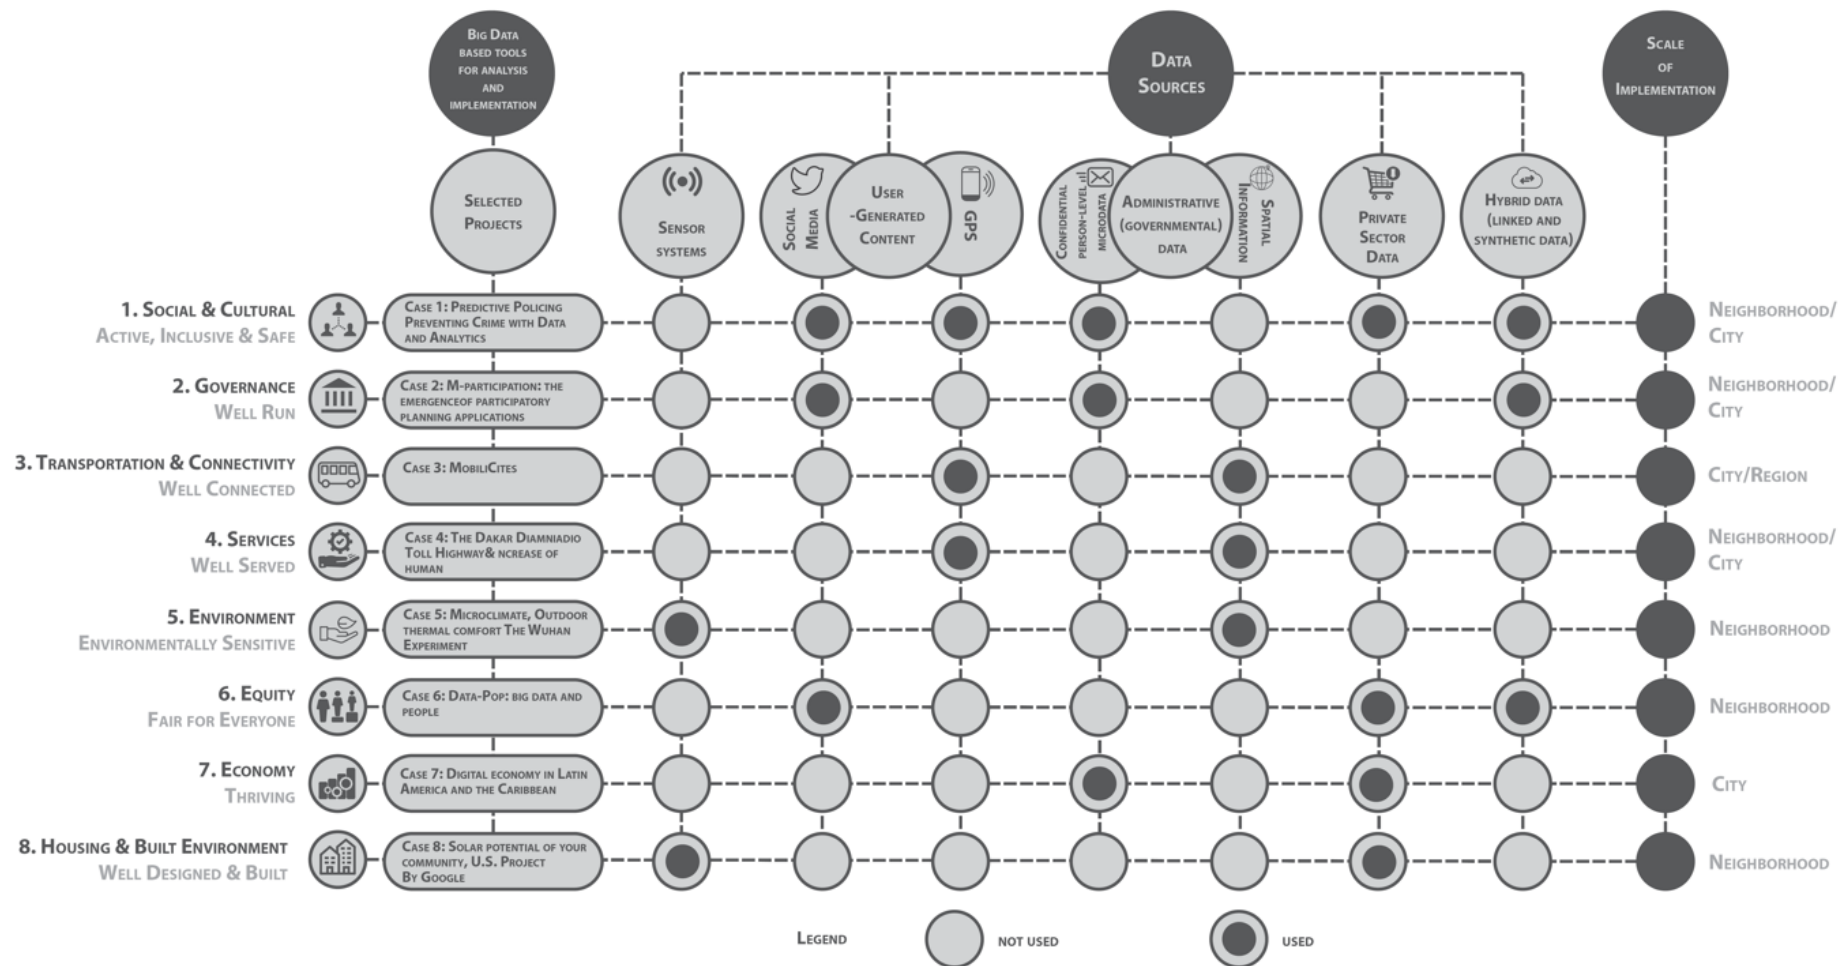 Big Data
based tools
for analysis
and
implementation
Data
Sources
Scale
of
Implementation
Selected
Projects
Sensor
systems
Social
Media
User
-Generated
Content
GPS
Confidential
person-level
microdata
Administrative
(governmental)
data
Spatial
Information
Private
Sector
Data
Hybrid data
(linked and
synthetic data)
1. Social & Cultural
Active, Inclusive & Safe
Case 1: Predictive Policing
Preventing Crime with Data
and Analytics
Neighborhood/
City
2. Governance
Well Run
Case 2: M-participation: the
emergenceof participatory
planning applications
Neighborhood/
City
3. Transportation & Connectivity
Well Connected
Case 3: MobiliCites
City/Region
4. Services
Well Served
Case 4: The Dakar Diamniadio
Toll Highway& ncrease of
human
Neighborhood/
City
5. Environment
Environmentally Sensitive
Case 5: Microclimate, Outdoor
thermal comfort The Wuhan
Experiment
Neighborhood
6. Equity
Fair for Everyone
Case 6: Data-Pop: big data and
people
Neighborhood
7. Economy
Thriving
Case 7: Digital economy in Latin
America and the Caribbean
City
8. Housing & Built Environment
Well Designed & Built
Case 8: Solar potential of your
community, U.S. Project
By Google
Neighborhood
Legend
not used
used